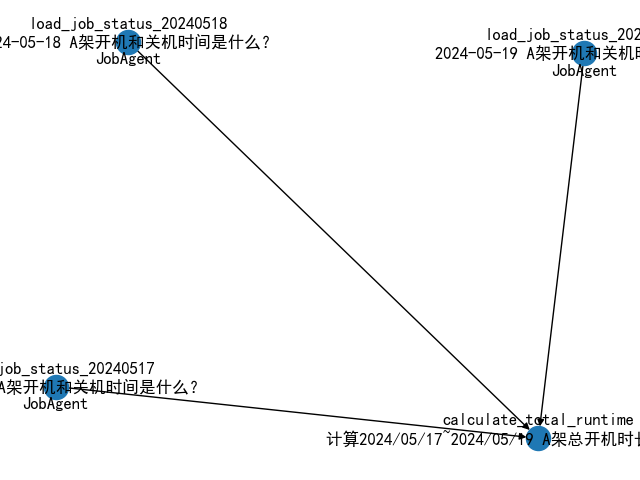 load_job_status_20240518
24-05-18 A架开机和关机时间是什么?
JobAgent
load_job_status_202
2024-05-19 A架开机和关机时
JobAgent
job_status_20240517
A架开机和关机时间是什么?
JobAgent
calculate_total_runtime
计算2024/05/17~2024/05/19 A架总开机时长